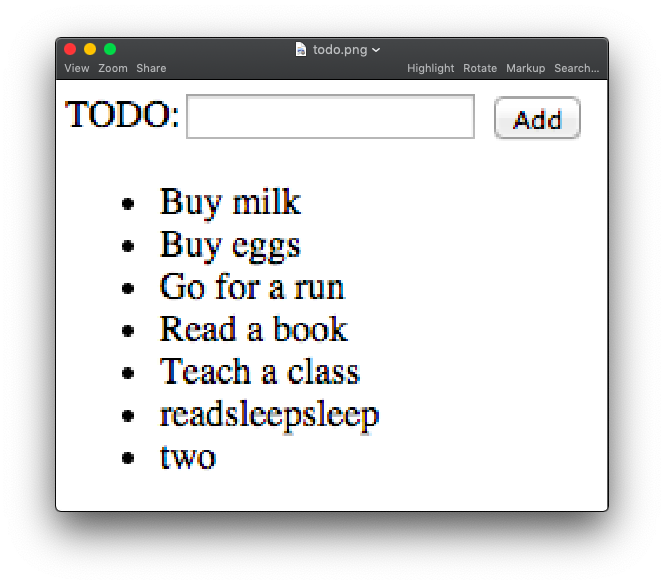 todo.png
View Zoom Share Highlight Rotate Markup Search...
TODO: Add
• Buy milk
• Buy eggs
• Go for a run
• Read a book
• Teach a class
• readsleepsleep
• two